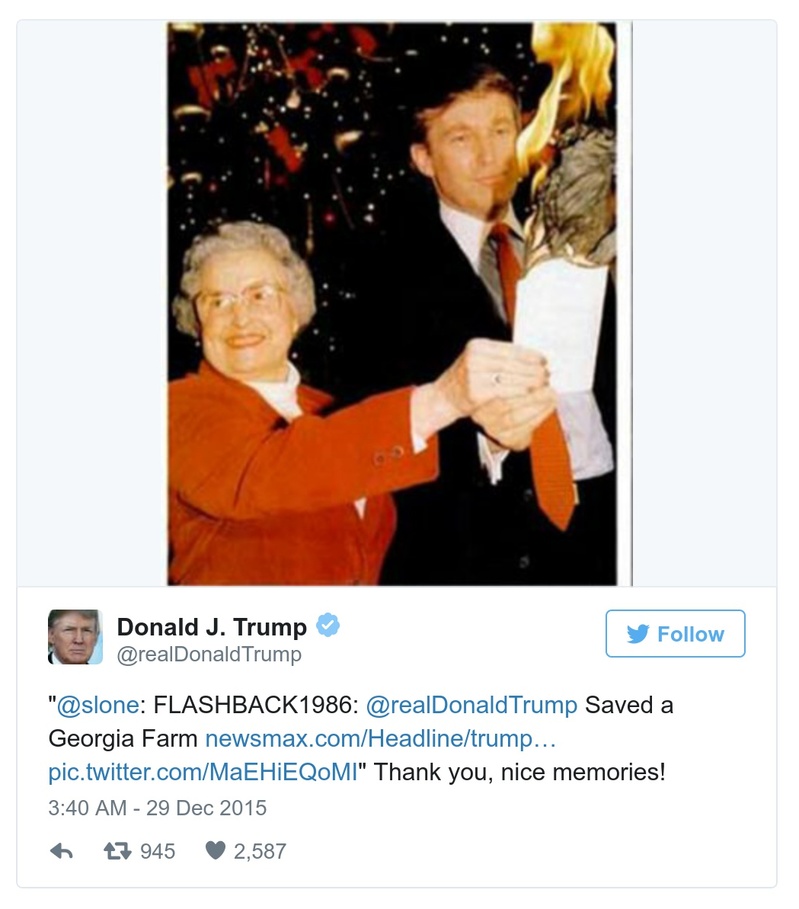 Donald J. Trump
@realDonaldTrump
Follow
"@slone: FLASHBACK1986: @realDonaldTrump Saved a
Georgia Farm newsmax.com/Headline/trump…
pic.twitter.com/MaEHiEQoMI" Thank you, nice memories!
3:40 AM - 29 Dec 2015
945 2,587